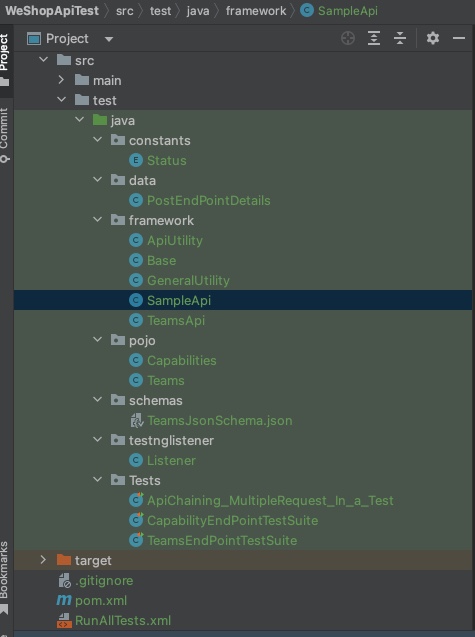 WeShopApiTest > src > test > java > framework > SampleApi
Project
Project
src
main
test
java
constants
Status
data
PostEndPointDetails
framework
ApiUtility
Base
GeneralUtility
SampleApi
TeamsApi
pojo
Capabilities
Teams
schemas
TeamsJsonSchema.json
testnglistener
Listener
Tests
ApiChaining_MultipleRequest_In_a_Test
CapabilityEndPointTestSuite
TeamsEndPointTestSuite
target
.gitignore
pom.xml
RunAllTests.xml
Commit
Bookmarks